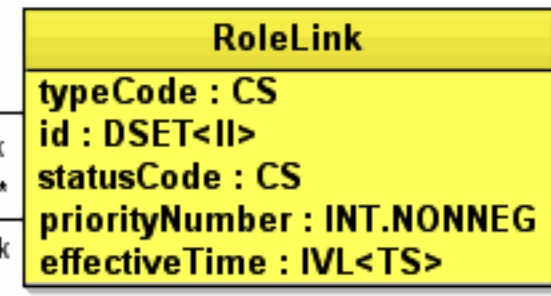 RoleLink
typeCode : CS
id : DSET<II>
statusCode : CS
priorityNumber : INT.NONNEG
effectiveTime : IVL<TS>
*
k